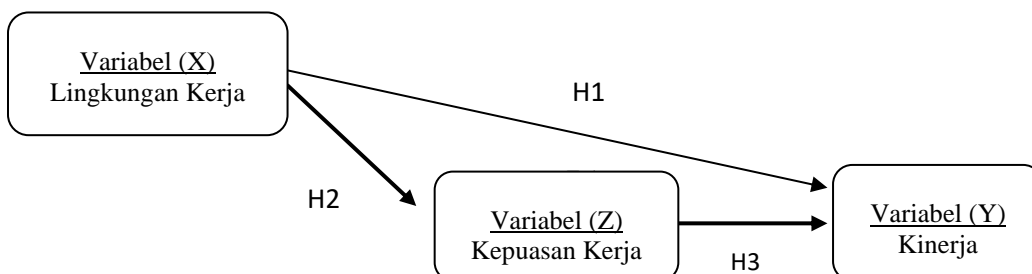 Variabel (X)
Lingkungan Kerja
H1
H2
Variabel (Z)
Kepuasan Kerja
H3
Variabel (Y)
Kinerja